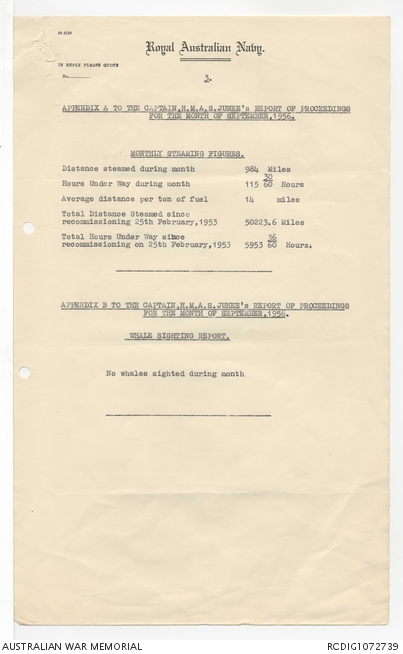 Royal Australian Navy.
IN REPLY PLEASE QUOTE
No.
3.
APPENDIX A TO THE CAPTAIN,H.M.A.S.JUNEE's REPORT OF PROCEEDINGS
FOR THE MONTH OF SEPTEMBER,1956.
MONTHLY STEAMING FIGURES.
Distance steamed during month 984 Miles
Hours Under Way during month 115 30/60 Hours
Average distance per ton of fuel 14 miles
Total Distance Steamed since
recommissioning 25th February,1953 50223.6 Miles
Total Hours Under Way since
recommissioning on 25th February,1953 5953 36/60 Hours.
APPENDIX B TO THE CAPTAIN,H.M.A.S.JUNEE's REPORT OF PROCEEDINGS
FOR THE MONTH OF SEPTEMBER,1956.
WHALE SIGHTING REPORT.
No whales sighted during month
AUSTRALIAN WAR MEMORIAL RCDIG1072739